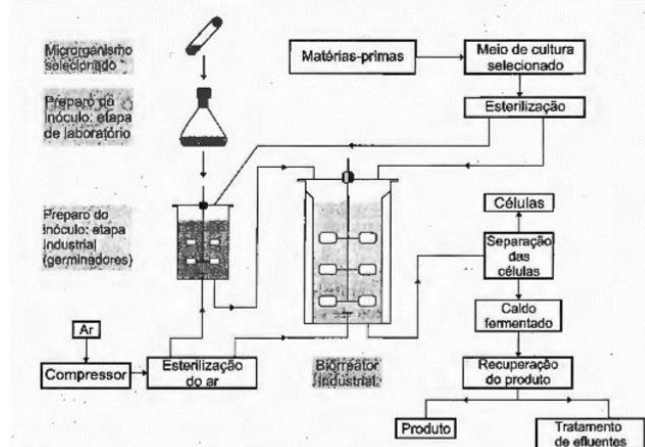 Microrganismo
selecionado
Matérias-primas
Meio de cultura
selecionado
Preparo do
inóculo: etapa
de laboratório
Esterilização
Preparo do
inóculo: etapa
industrial
(germinadores)
Células
Separação
das
células
Ar
Caldo
fermentado
Compressor
Esterilização
do ar
Biorreator
industrial
Recuperação
do produto
Produto
Tratamento
de efluentes